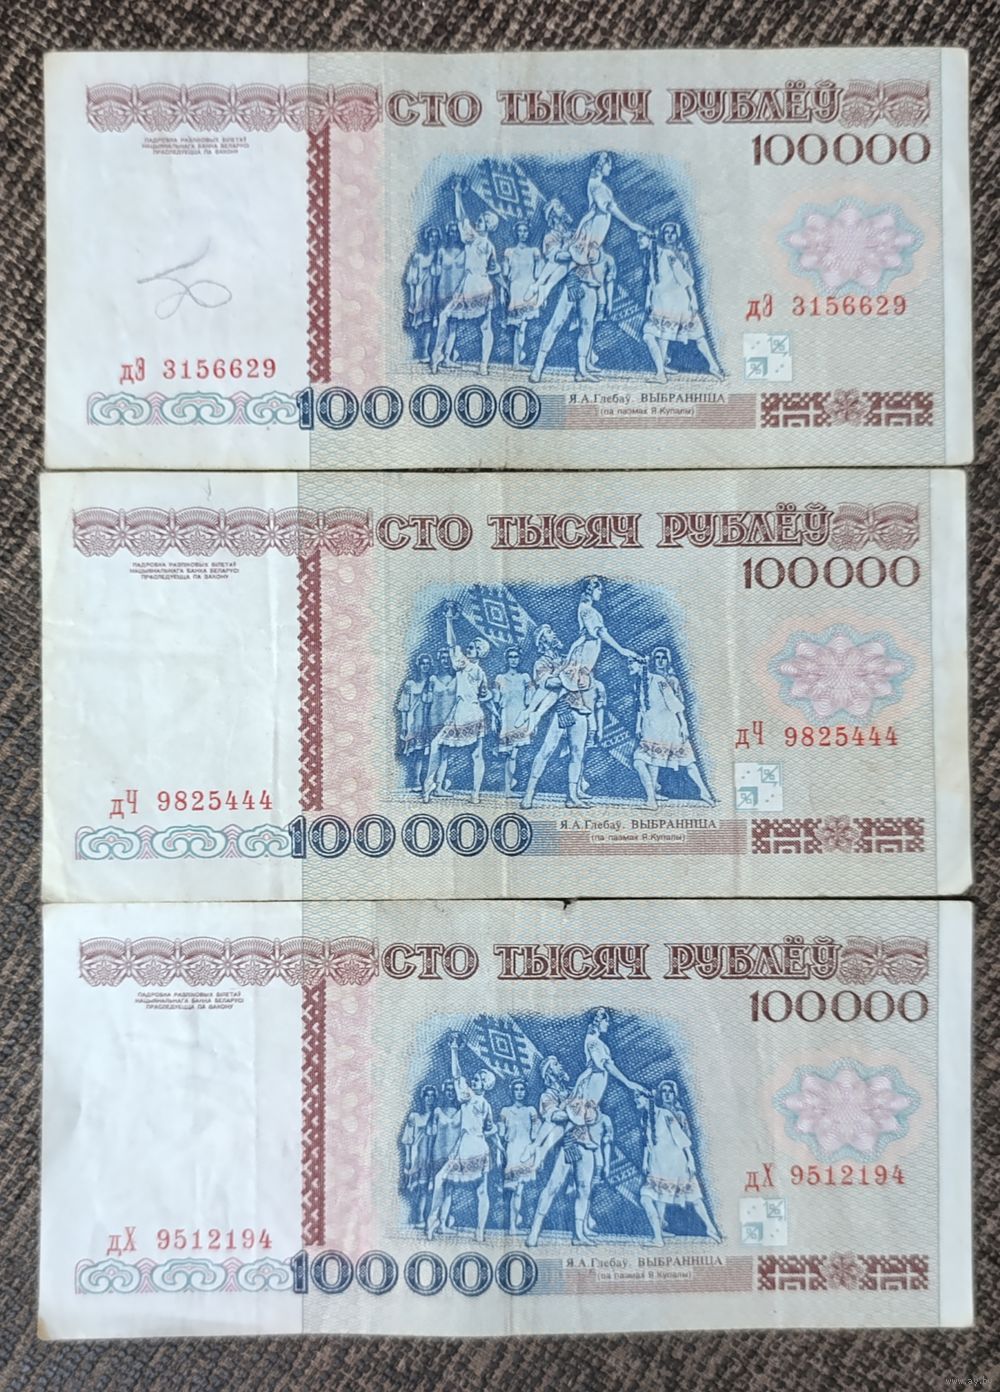 СТО ТЫСЯЧ РУБЛЁЎ
ПАДРОБКА РАЗЛІКОВЫХ БІЛЕТАЎ
НАЦЫЯНАЛЬНАГА БАНКА БЕЛАРУСІ
ПРАСЛЕДУЕЦЦА ПА ЗАКОНУ
100000
дЭ 3156629
дЭ 3156629
100000
Я.А.Глебаў. ВЫБРАННІЦА
(па паэмах Я.Купалы)
СТО ТЫСЯЧ РУБЛЁЎ
ПАДРОБКА РАЗЛІКОВЫХ БІЛЕТАЎ
НАЦЫЯНАЛЬНАГА БАНКА БЕЛАРУСІ
ПРАСЛЕДУЕЦЦА ПА ЗАКОНУ
100000
дЧ 9825444
дЧ 9825444
100000
Я.А.Глебаў. ВЫБРАННІЦА
(па паэмах Я.Купалы)
СТО ТЫСЯЧ РУБЛЁЎ
ПАДРОБКА РАЗЛІКОВЫХ БІЛЕТАЎ
НАЦЫЯНАЛЬНАГА БАНКА БЕЛАРУСІ
ПРАСЛЕДУЕЦЦА ПА ЗАКОНУ
100000
дХ 9512194
дХ 9512194
100000
Я.А.Глебаў. ВЫБРАННІЦА
(па паэмах Я.Купалы)
www.ay.by